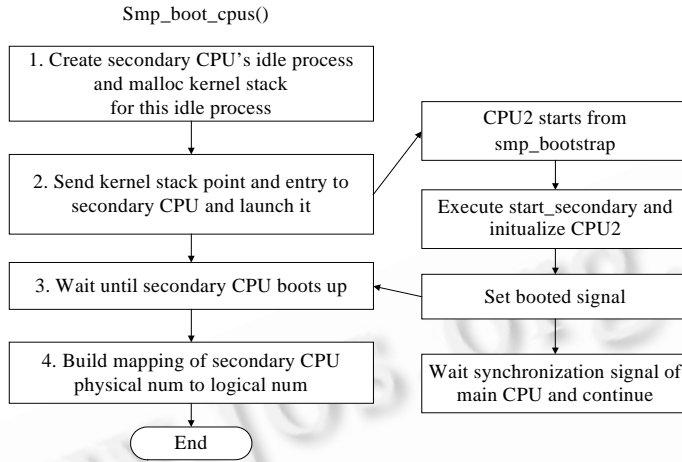 Smp_boot_cpus()
1. Create secondary CPU's idle process
and malloc kernel stack
for this idle process
2. Send kernel stack point and entry to
secondary CPU and launch it
3. Wait until secondary CPU boots up
4. Build mapping of secondary CPU
physical num to logical num
End
CPU2 starts from
smp_bootstrap
Execute start_secondary and
initualize CPU2
Set booted signal
Wait synchronization signal of
main CPU and continue